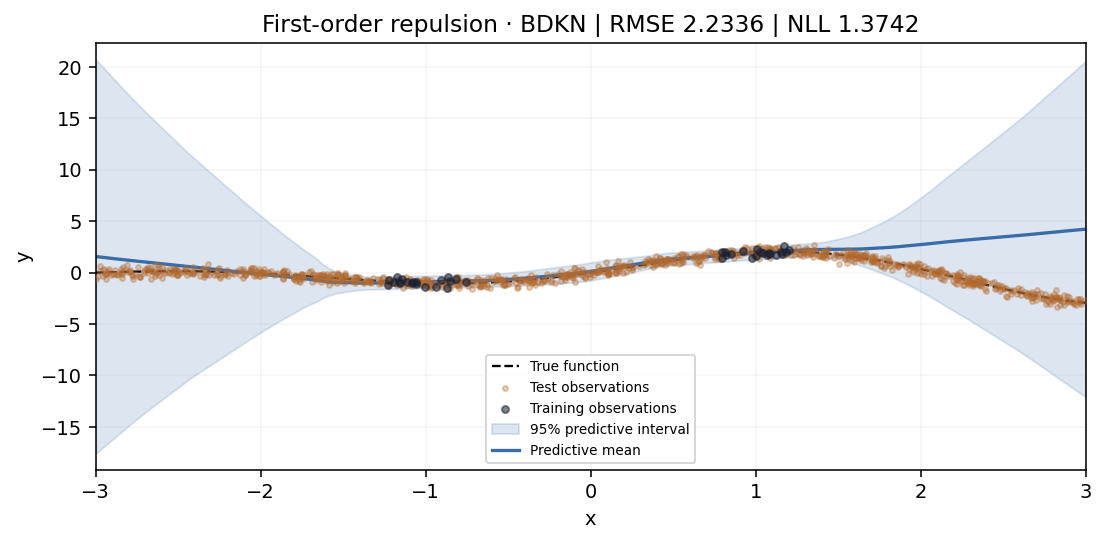 First-order repulsion · BDKN | RMSE 2.2336 | NLL 1.3742
20
15
10
5
0
−5
−10
−15
y
True function
Test observations
Training observations
95% predictive interval
Predictive mean
−3 −2 −1 0 1 2 3
x